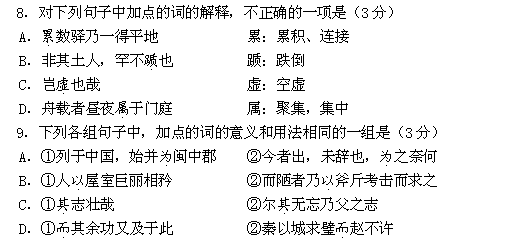 8. 对下列句子中加点的词的解释，不正确的一项是（3分）
A. 累数驿乃一得平地 累：累积、连接
B. 非其土人，罕不踬也 踬：跌倒
C. 岂虚也哉 虚：空虚
D. 舟载者昼夜属于门庭 属：聚集，集中
9. 下列各组句子中，加点的词的意义和用法相同的一组是（3分）
A. ①列于中国，始并为闽中郡 ②今者出，未辞也，为之奈何
B. ①人以屋室巨丽相矜 ②而陋者乃以斧斤考击而求之
C. ①其志壮哉 ②尔其无忘乃父之志
D. ①而其余功又及于此 ②秦以城求璧而赵不许